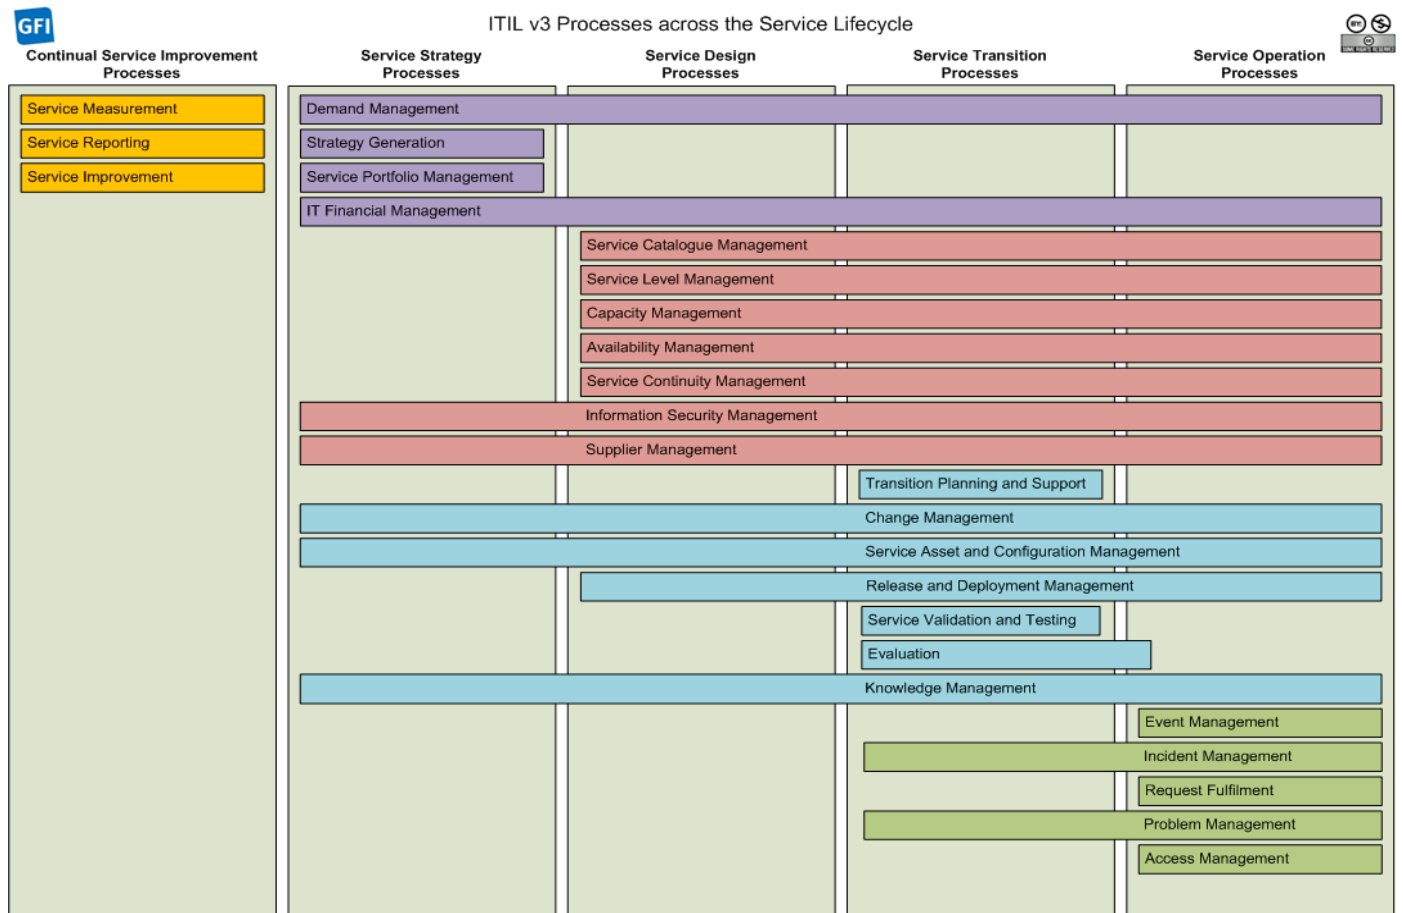 GFI
ITIL v3 Processes across the Service Lifecycle
BY:
Continual Service Improvement
Processes
Service Strategy
Processes
Service Design
Processes
Service Transition
Processes
Service Operation
Processes
Service Measurement
Demand Management
Service Reporting
Strategy Generation
Service Improvement
Service Portfolio Management
IT Financial Management
Service Catalogue Management
Service Level Management
Capacity Management
Availability Management
Service Continuity Management
Information Security Management
Supplier Management
Transition Planning and Support
Change Management
Service Asset and Configuration Management
Release and Deployment Management
Service Validation and Testing
Evaluation
Knowledge Management
Event Management
Incident Management
Request Fulfilment
Problem Management
Access Management